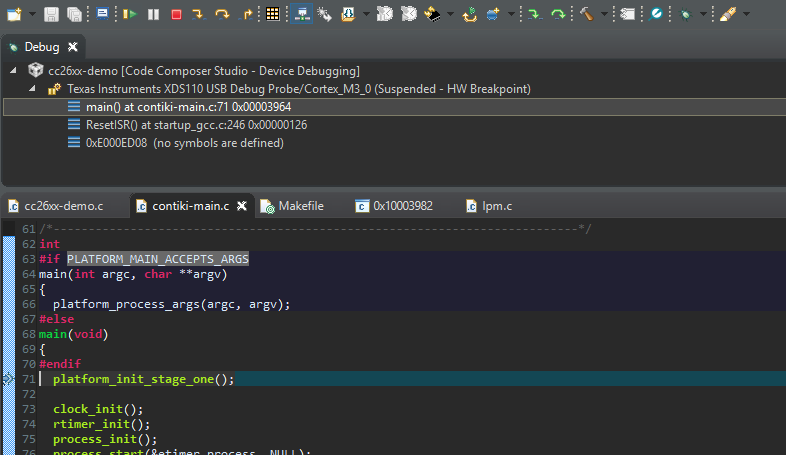 Debug
cc26xx-demo [Code Composer Studio - Device Debugging]
Texas Instruments XDS110 USB Debug Probe/Cortex_M3_0 (Suspended - HW Breakpoint)
main() at contiki-main.c:71 0x00003964
ResetISR() at startup_gcc.c:246 0x00000126
0xE000ED08 (no symbols are defined)
cc26xx-demo.c contiki-main.c Makefile 0x10003982 lpm.c
61 /*---------------------------------------------------------------------------*/
62 int
63 #if PLATFORM_MAIN_ACCEPTS_ARGS
64 main(int argc, char **argv)
65 {
66   platform_process_args(argc, argv);
67 #else
68 main(void)
69 {
70 #endif
71   platform_init_stage_one();
72
73   clock_init();
74   rtimer_init();
75   process_init();
76   process_start(&etimer_process, NULL);